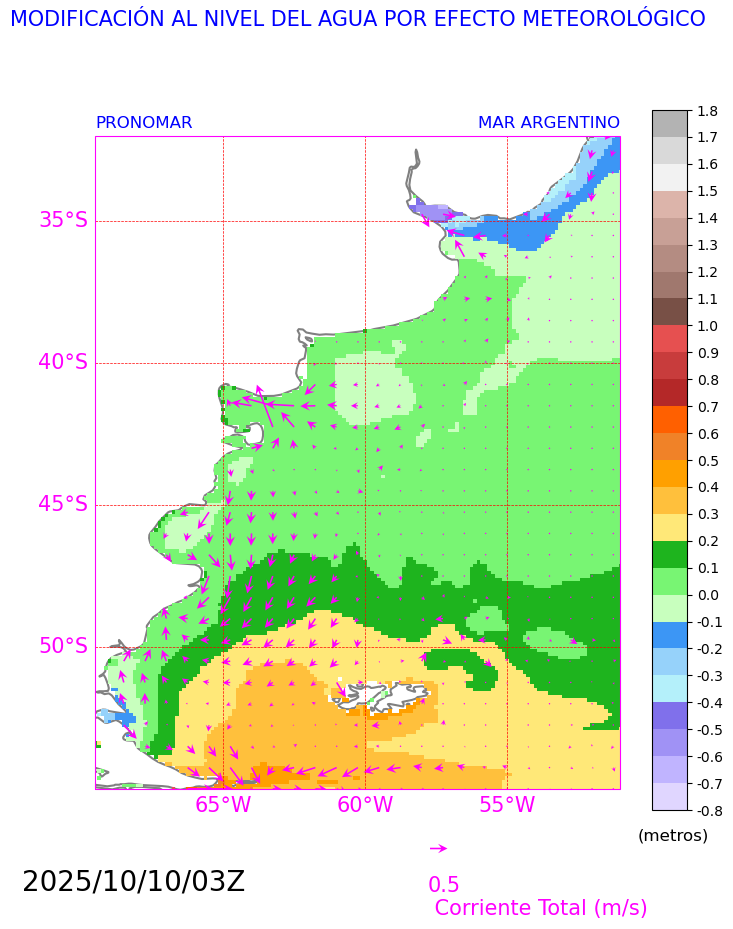 MODIFICACIÓN AL NIVEL DEL AGUA POR EFECTO METEOROLÓGICO
PRONOMAR MAR ARGENTINO
35°S
40°S
45°S
50°S
65°W 60°W 55°W
1.8
1.7
1.6
1.5
1.4
1.3
1.2
1.1
1.0
0.9
0.8
0.7
0.6
0.5
0.4
0.3
0.2
0.1
0.0
-0.1
-0.2
-0.3
-0.4
-0.5
-0.6
-0.7
-0.8
(metros)
2025/10/10/03Z
0.5
Corriente Total (m/s)